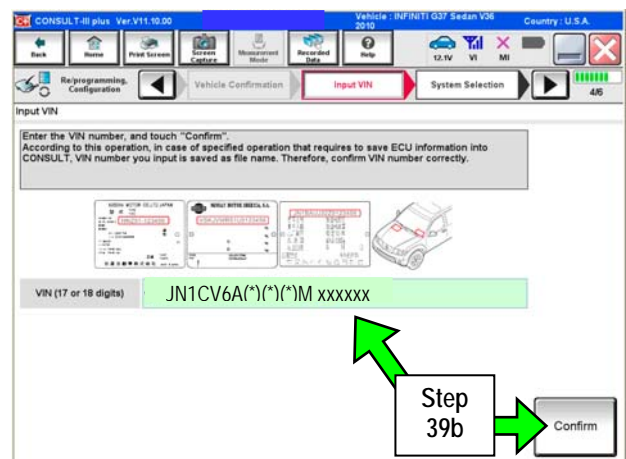 CONSULT-III plus Ver.V11.10.00
Vehicle : INFINITI G37 Sedan V36 2010
Country : U.S.A.
Back
Home
Print Screen
Screen Capture
Measurement Mode
Recorded Data
Help
12.1V
VI
MI
Re/programming, Configuration
Vehicle Confirmation
Input VIN
System Selection
4/6
Input VIN
Enter the VIN number, and touch "Confirm".
According to this operation, in case of specified operation that requires to save ECU information into
CONSULT, VIN number you input is saved as file name. Therefore, confirm VIN number correctly.
VIN (17 or 18 digits)
JN1CV6A(*)(*)(*)M xxxxxx
Step
39b
Confirm